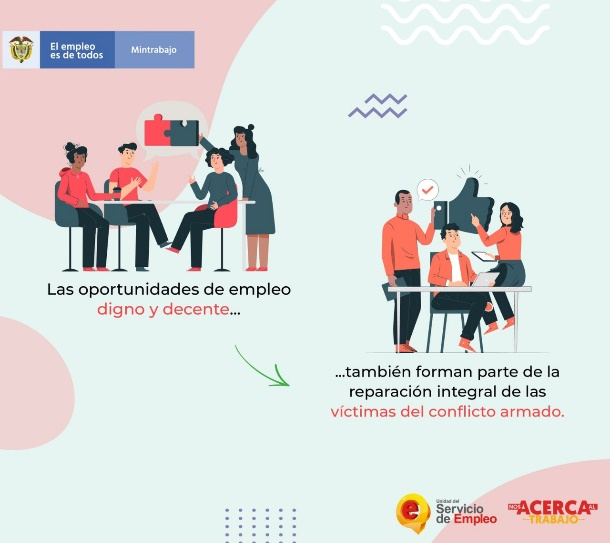 El empleo
es de todos
Mintrabajo
Las oportunidades de empleo
digno y decente...
...también forman parte de la
reparación integral de las
víctimas del conflicto armado.
Unidad del
Servicio
de Empleo
NOS ACERCA AL
TRABAJO